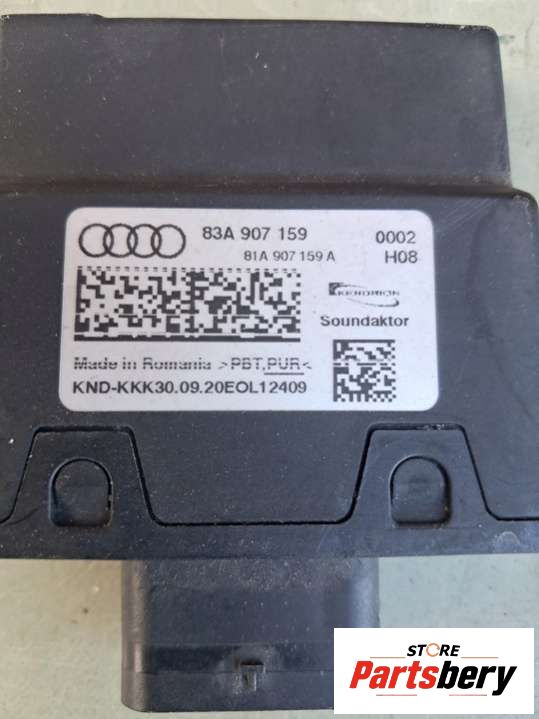 83A 907 159
0002
81A 907 159 A
H08
KENDRION
Soundaktor
Made in Romania >PBT,PUR<
KND-KKK30.09.20EOL12409
STORE
Partsbery